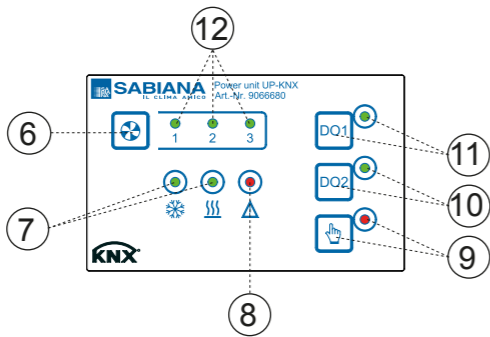 12
SABIANA Power unit UP-KNX
IL CLIMA AMICO Art.-Nr. 9066680
6
1 2 3
DQ1
11
DQ2
10
7
KNX
9
8